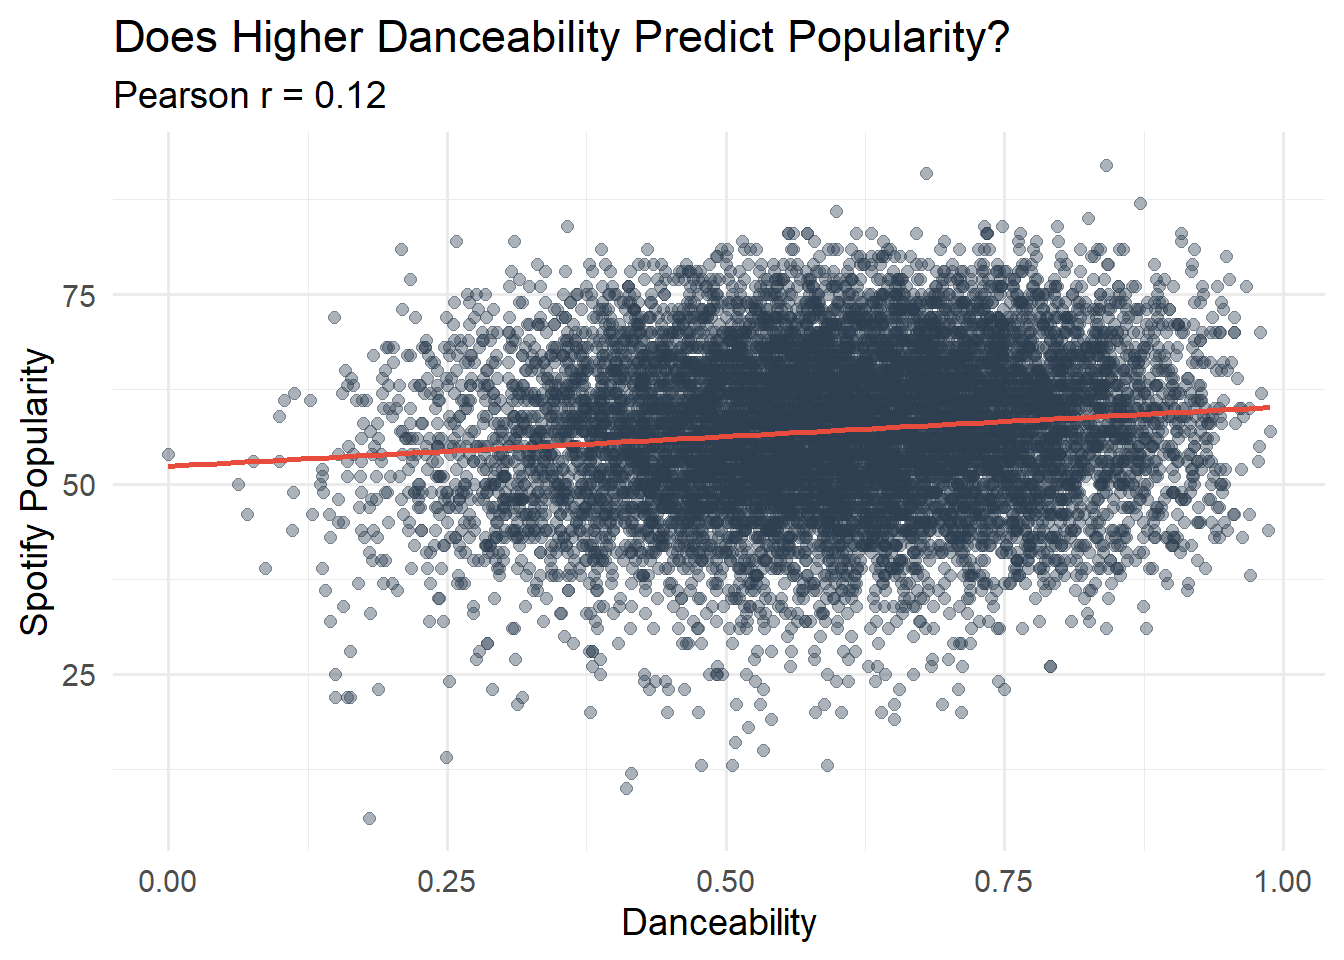 Does Higher Danceability Predict Popularity?
Pearson r = 0.12
75
50
25
Spotify Popularity
0.00 0.25 0.50 0.75 1.00
Danceability